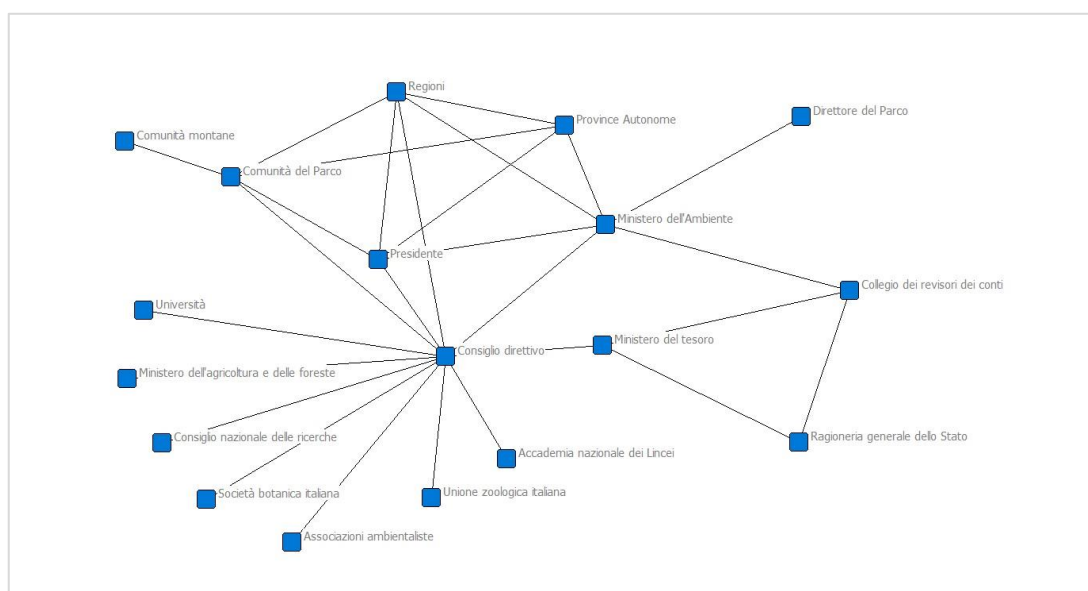 Regioni
Direttore del Parco
Province Autonome
Comunità montane
Comunità del Parco
Ministero dell'Ambiente
Presidente
Collegio dei revisori dei conti
Università
Ministero del tesoro
Consiglio direttivo
Ministero dell'agricoltura e delle foreste
Consiglio nazionale delle ricerche
Ragioneria generale dello Stato
Accademia nazionale dei Lincei
Unione zoologica italiana
Società botanica italiana
Associazioni ambientaliste